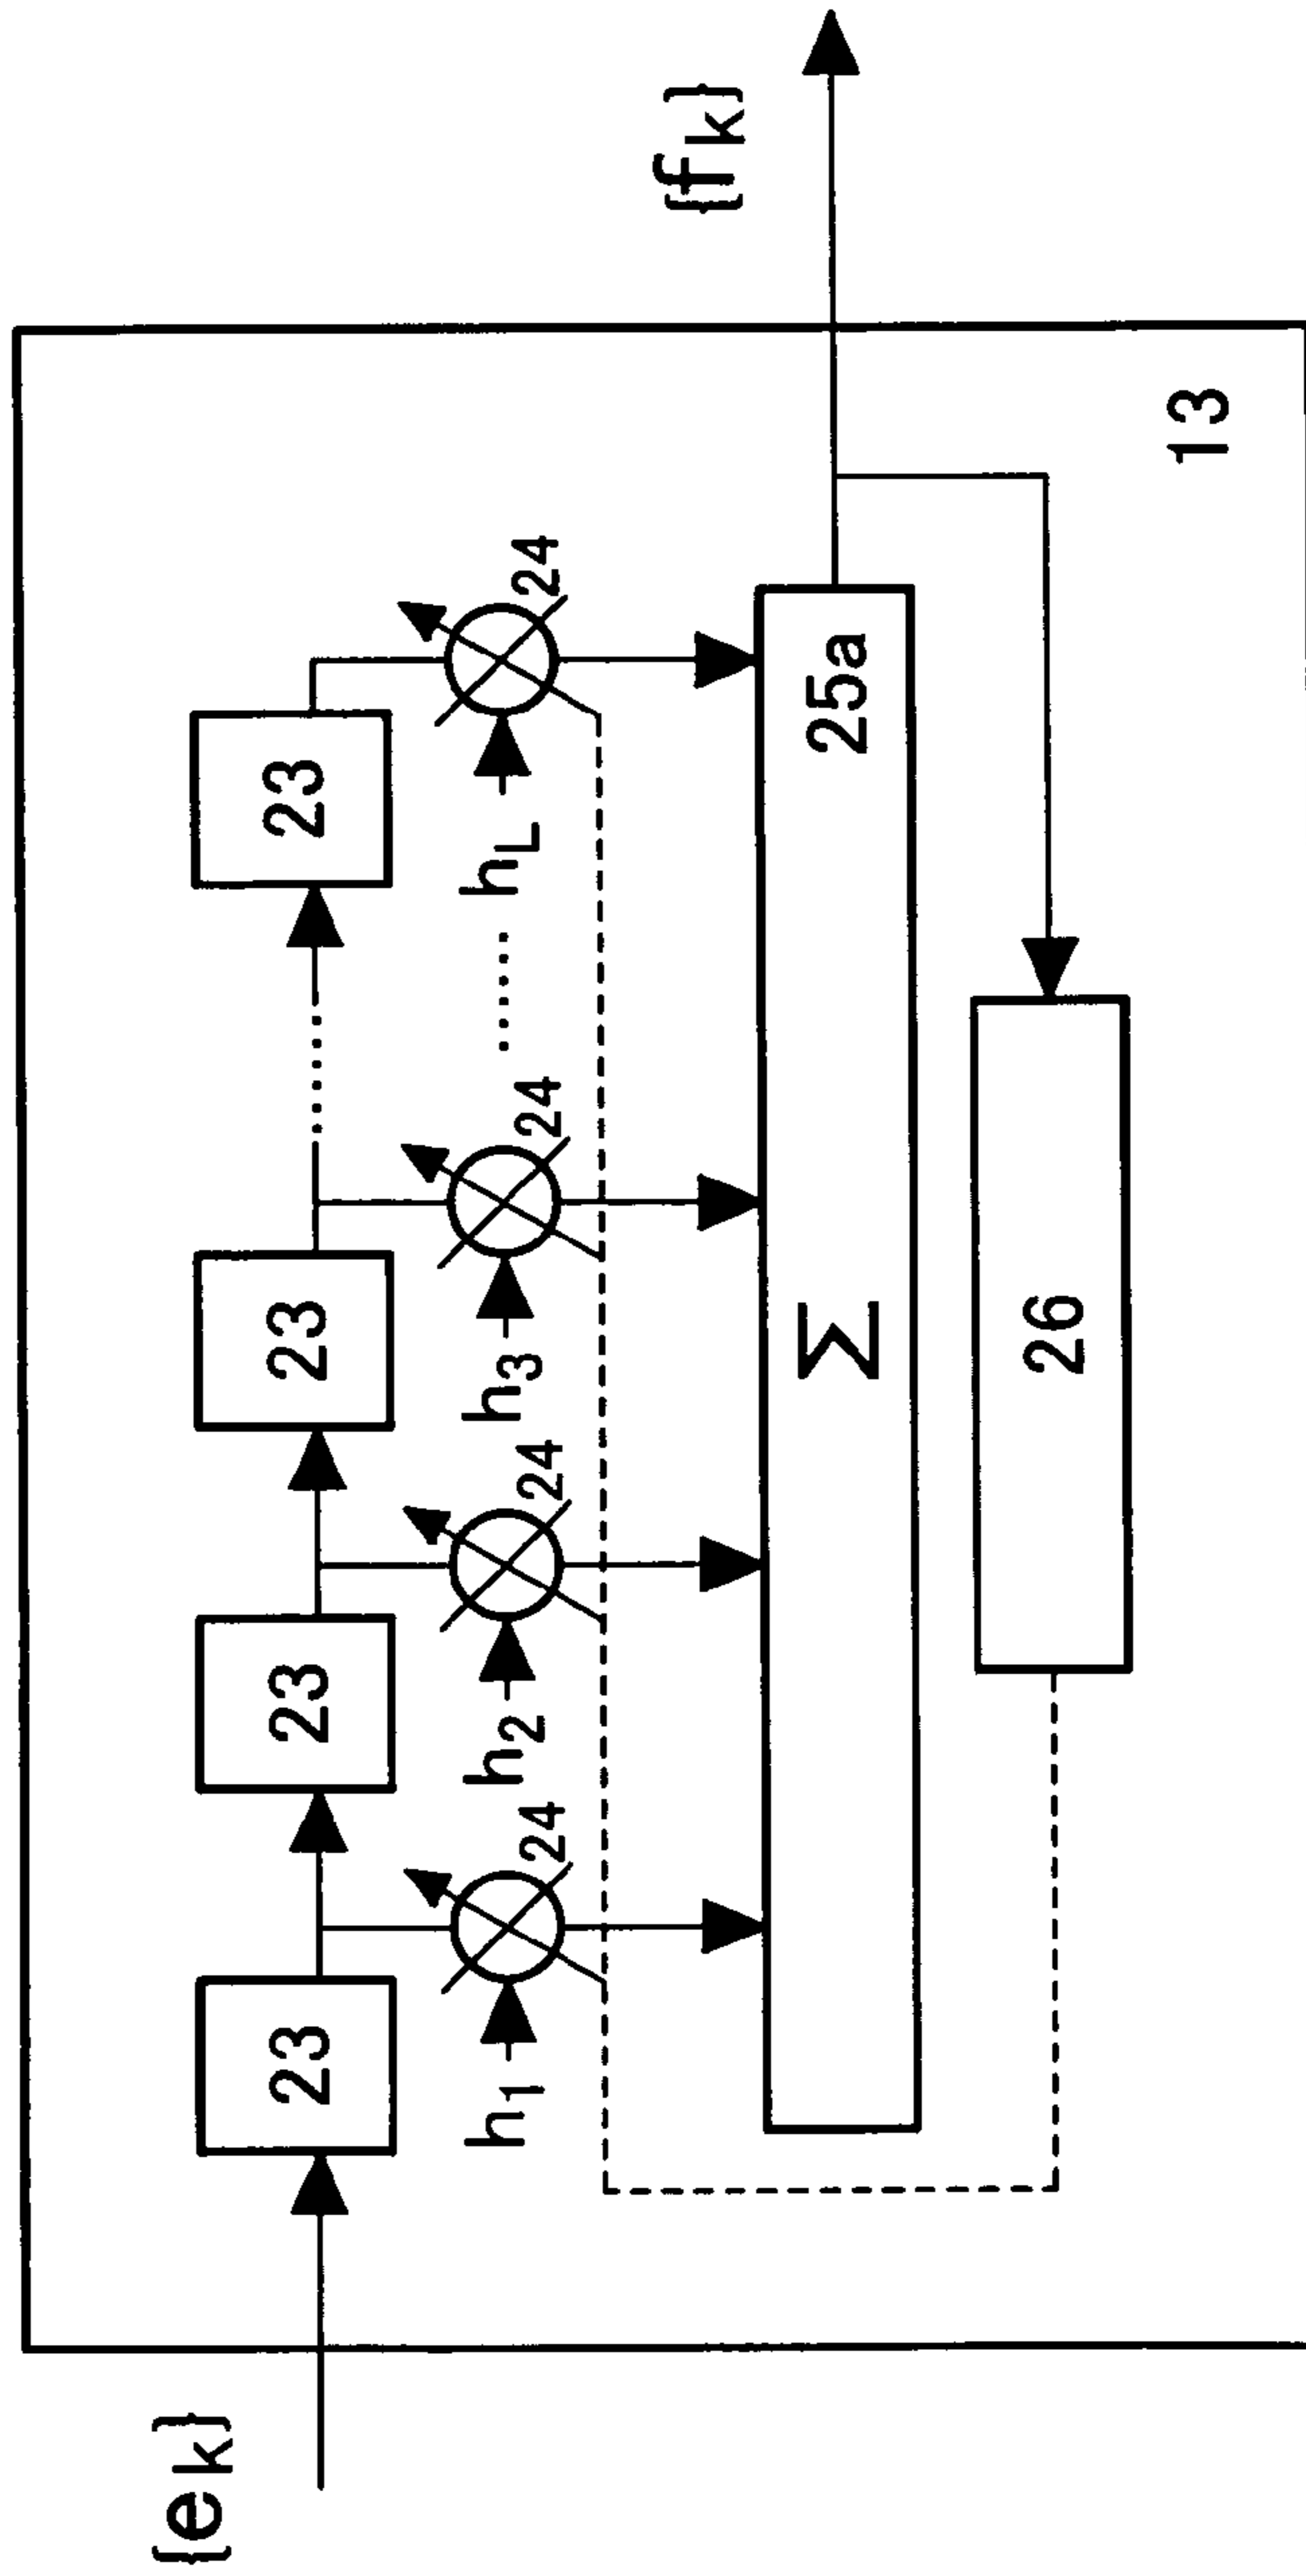 {ek}
{fk}
23 23 23 23
24 24 24 24
h1 h2 h3 ...... hL
Σ 25a
26
13